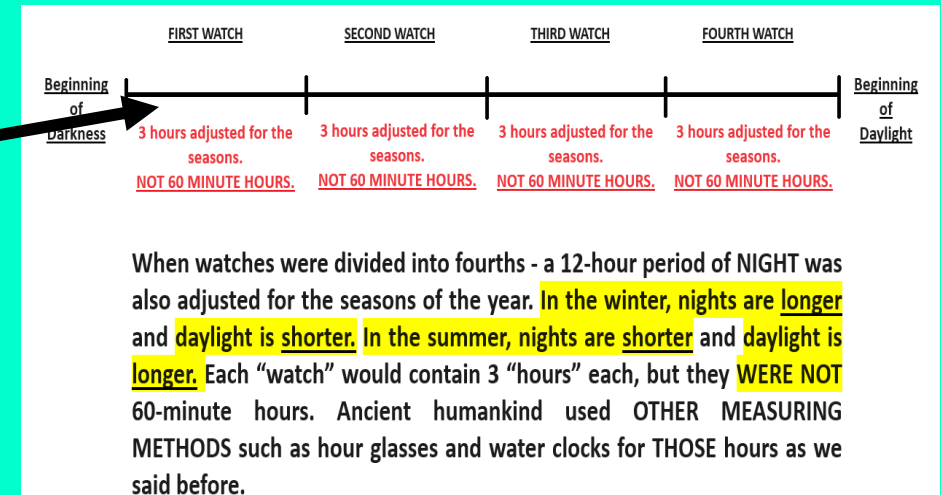 FIRST WATCH
SECOND WATCH
THIRD WATCH
FOURTH WATCH
Beginning
of
Darkness
Beginning
of
Daylight
3 hours adjusted for the
seasons.
NOT 60 MINUTE HOURS.
3 hours adjusted for the
seasons.
NOT 60 MINUTE HOURS.
3 hours adjusted for the
seasons.
NOT 60 MINUTE HOURS.
3 hours adjusted for the
seasons.
NOT 60 MINUTE HOURS.
When watches were divided into fourths - a 12-hour period of NIGHT was
also adjusted for the seasons of the year. In the winter, nights are longer
and daylight is shorter. In the summer, nights are shorter and daylight is
longer. Each “watch” would contain 3 “hours” each, but they WERE NOT
60-minute hours. Ancient humankind used OTHER MEASURING
METHODS such as hour glasses and water clocks for THOSE hours as we
said before.